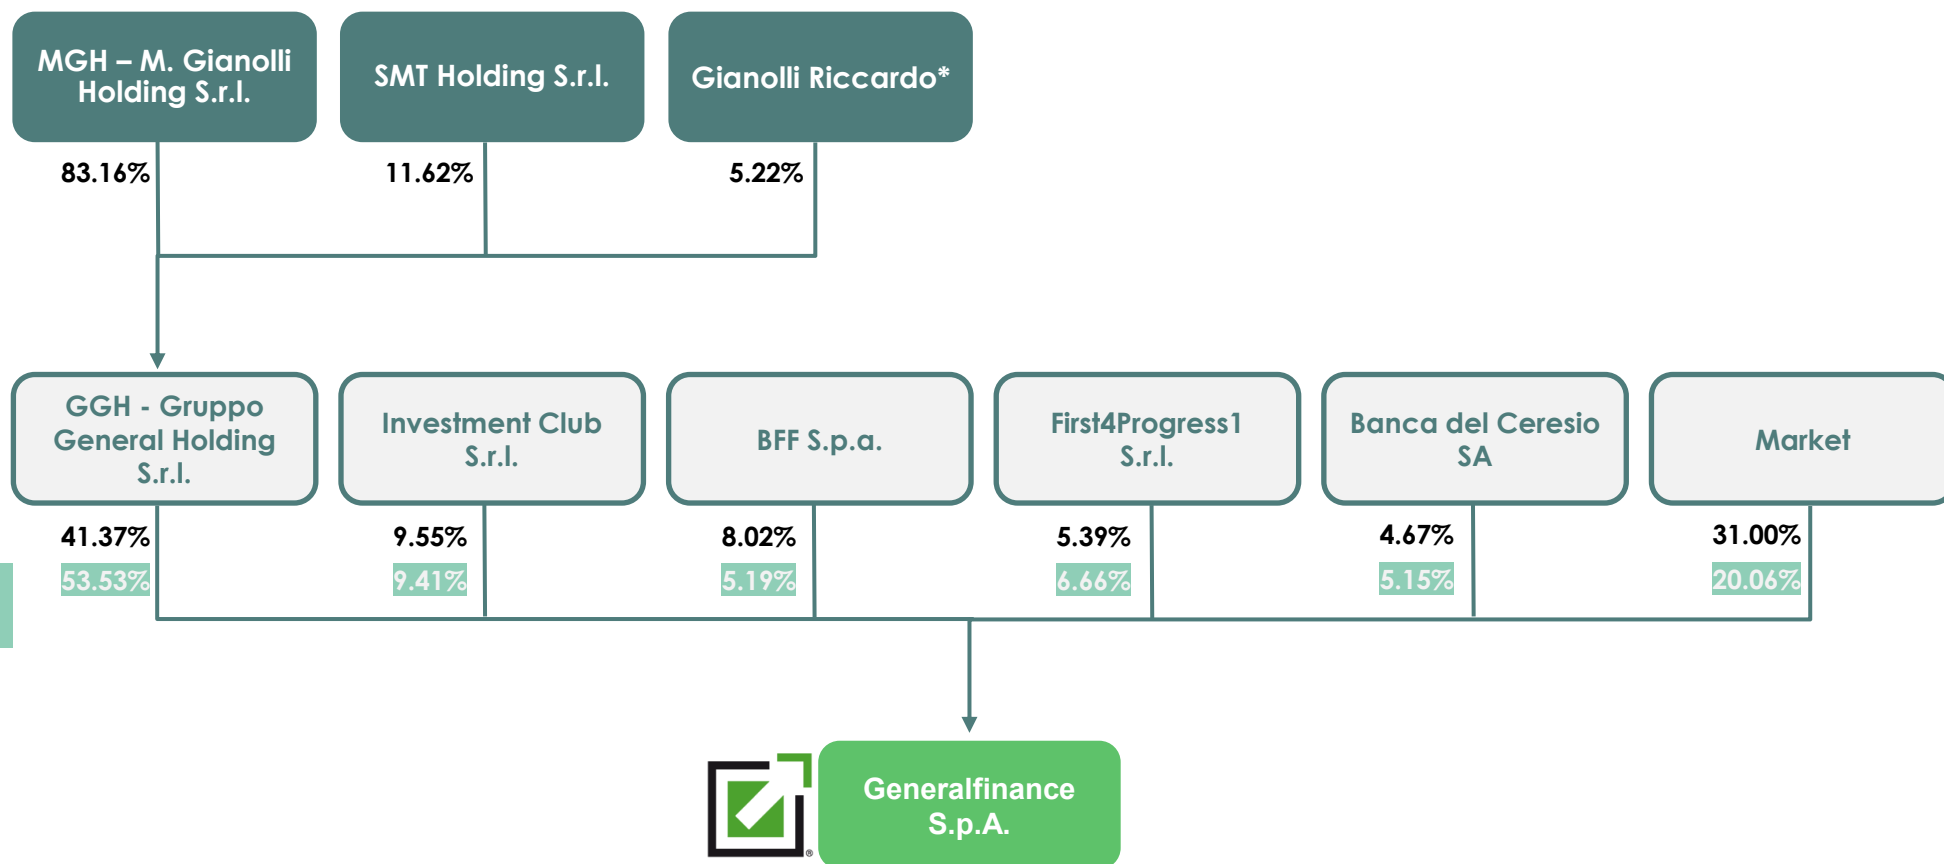 MGH – M. Gianolli
Holding S.r.l.
SMT Holding S.r.l.
Gianolli Riccardo*
83.16%
11.62%
5.22%
GGH - Gruppo
General Holding
S.r.l.
Investment Club
S.r.l.
BFF S.p.a.
First4Progress1
S.r.l.
Banca del Ceresio
SA
Market
41.37%
9.55%
8.02%
5.39%
4.67%
31.00%
53.53%
9.41%
5.19%
6.66%
5.15%
20.06%
®
Generalfinance
S.p.A.